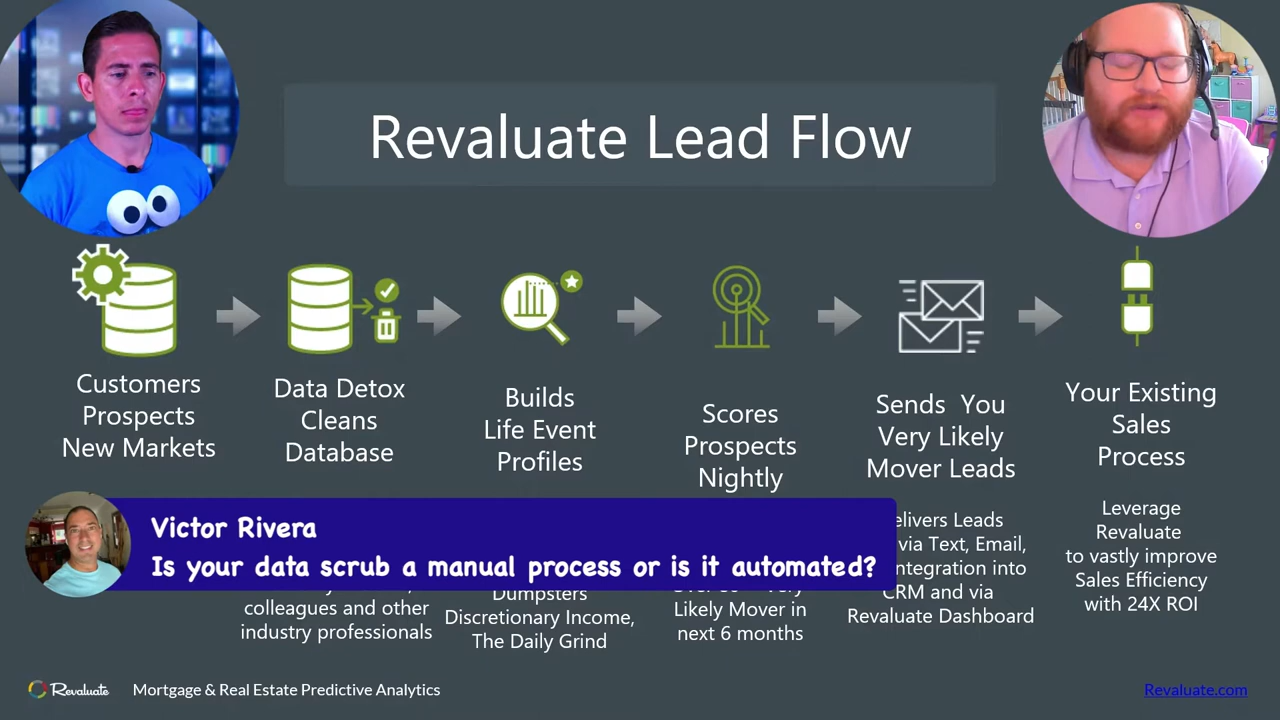 Revaluate Lead Flow
Customers
Prospects
New Markets
Data Detox
Cleans
Database
Builds
Life Event
Profiles
Scores
Prospects
Nightly
Sends You
Very Likely
Mover Leads
Your Existing
Sales
Process
Victor Rivera
Is your data scrub a manual process or is it automated?
colleagues and other
industry professionals
Dumpsters
Discretionary Income,
The Daily Grind
Likely Mover in
next 6 months
Leads
via Text, Email,
into
CRM and via
Revaluate Dashboard
Leverage
Revaluate
to vastly improve
Sales Efficiency
with 24X ROI
Revaluate
Mortgage & Real Estate Predictive Analytics
Revaluate.com